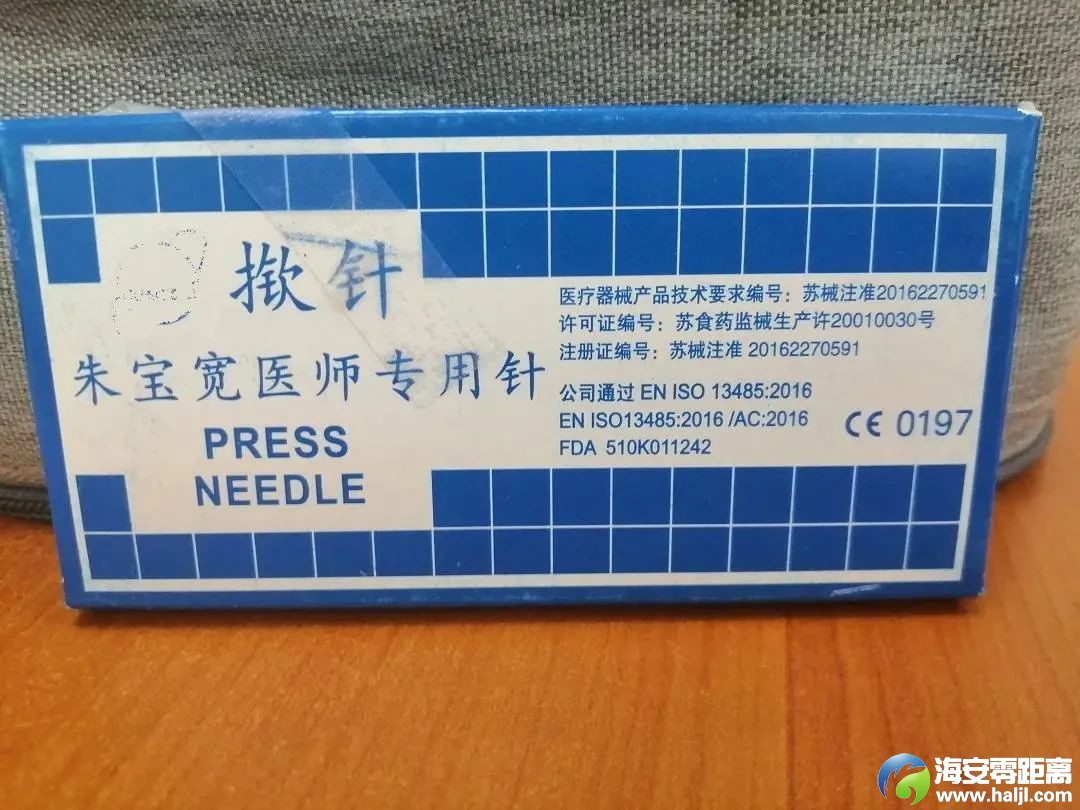 揿针
朱宝宽医师专用针
PRESS
NEEDLE
医疗器械产品技术要求编号：苏械注准20162270591
许可证编号：苏食药监械生产许20010030号
注册证编号：苏械注准 20162270591
公司通过 EN ISO 13485:2016
EN ISO13485:2016 /AC:2016
FDA 510K011242
CE 0197
海安零距离
www.haljl.com